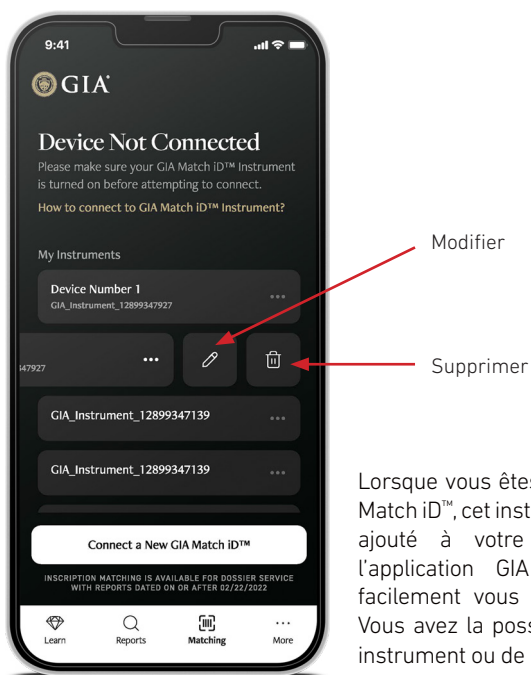 9:41
GIA
Device Not Connected
Please make sure your GIA Match iD™ Instrument
is turned on before attempting to connect.
How to connect to GIA Match iD™ Instrument?
My Instruments
Device Number 1
GIA_Instrument_12899347927
47927
GIA_Instrument_12899347139
GIA_Instrument_12899347139
Connect a New GIA Match iD™
INSCRIPTION MATCHING IS AVAILABLE FOR DOSSIER SERVICE
WITH REPORTS DATED ON OR AFTER 02/22/2022
Learn
Reports
Matching
More
Modifier
Supprimer
Lorsque vous êtes
Match iD™, cet inst
ajouté à votre
l'application GIA
facilement vous
Vous avez la poss
instrument ou de